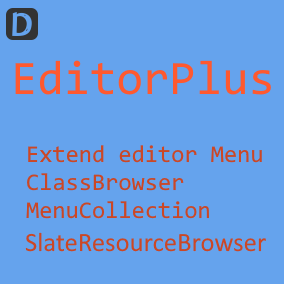 D
EditorPlus
Extend editor Menu
ClassBrowser
MenuCollection
SlateResourceBrowser